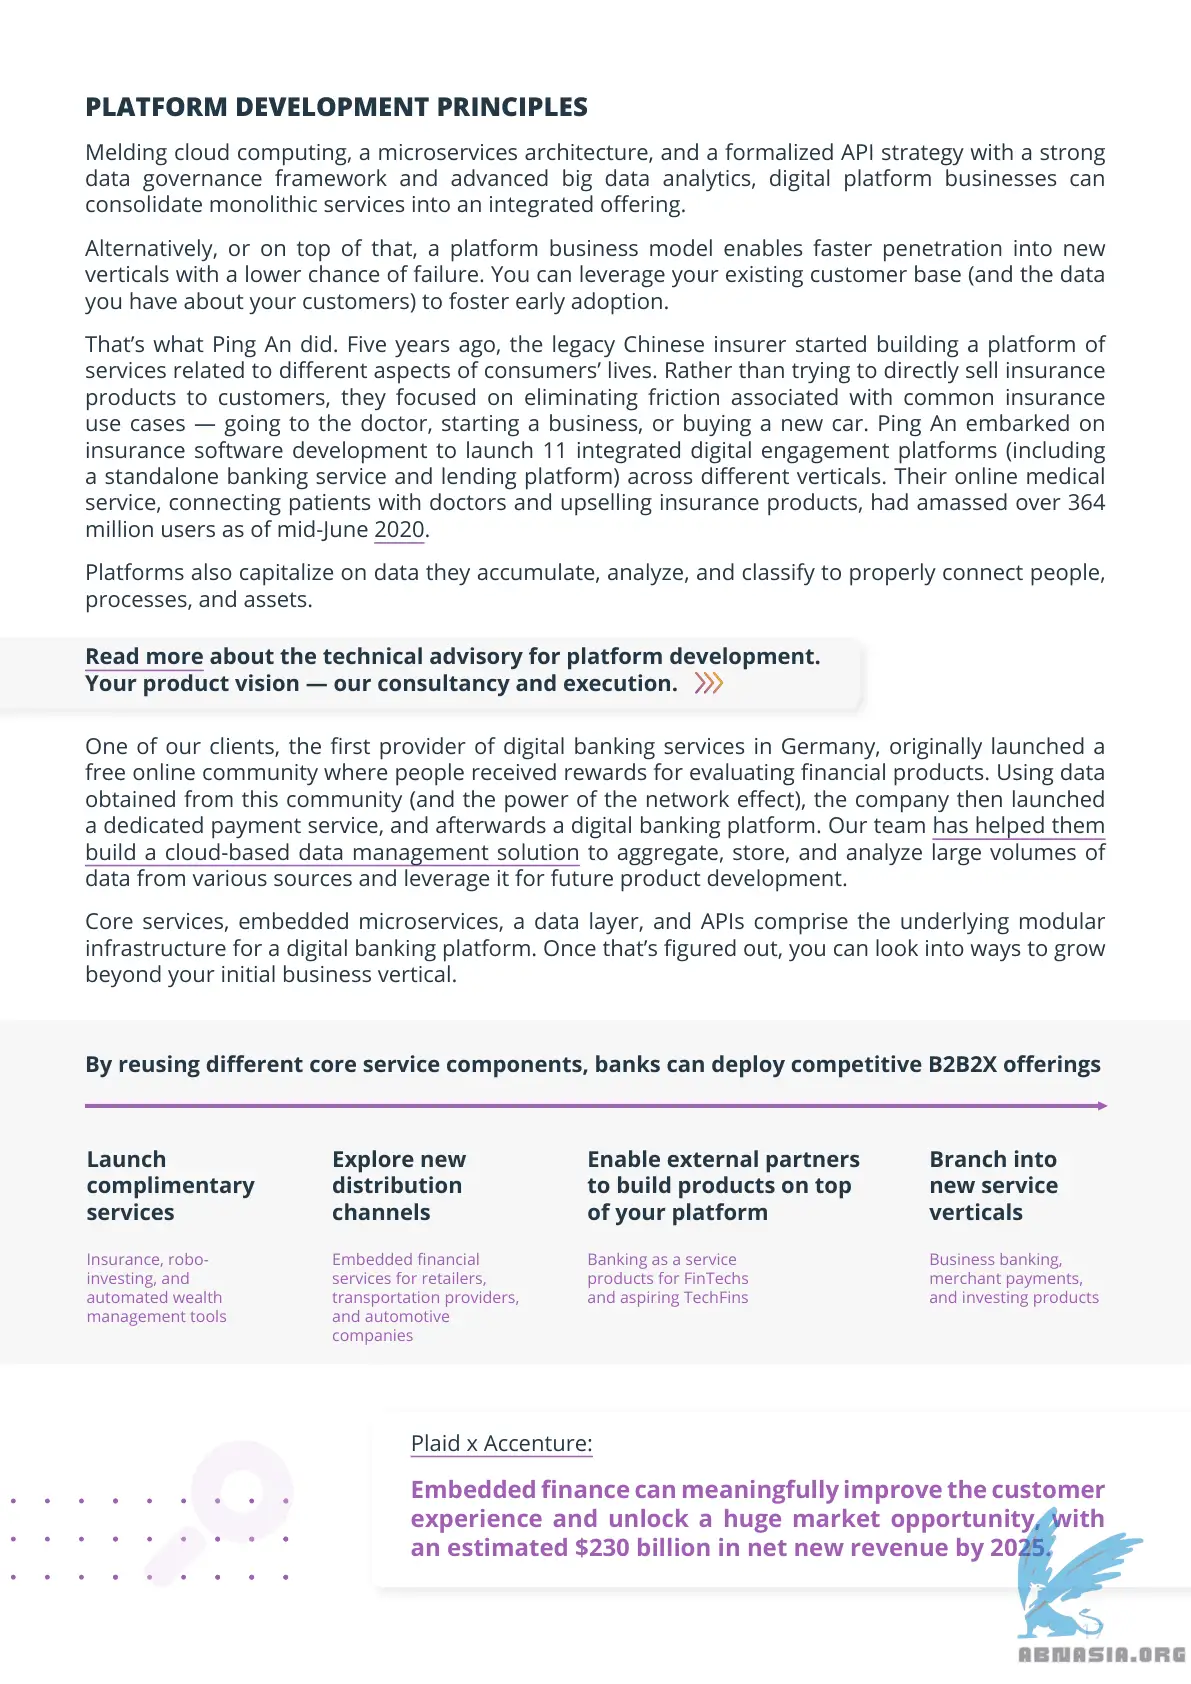 PLATFORM DEVELOPMENT PRINCIPLES
Melding cloud computing, a microservices architecture, and a formalized API strategy with a strong
data governance framework and advanced big data analytics, digital platform businesses can
consolidate monolithic services into an integrated offering.
Alternatively, or on top of that, a platform business model enables faster penetration into new
verticals with a lower chance of failure. You can leverage your existing customer base (and the data
you have about your customers) to foster early adoption.
That's what Ping An did. Five years ago, the legacy Chinese insurer started building a platform of
services related to different aspects of consumers' lives. Rather than trying to directly sell insurance
products to customers, they focused on eliminating friction associated with common insurance
use cases — going to the doctor, starting a business, or buying a new car. Ping An embarked on
insurance software development to launch 11 integrated digital engagement platforms (including
a standalone banking service and lending platform) across different verticals. Their online medical
service, connecting patients with doctors and upselling insurance products, had amassed over 364
million users as of mid-June 2020.
Platforms also capitalize on data they accumulate, analyze, and classify to properly connect people,
processes, and assets.
Read more about the technical advisory for platform development.
Your product vision — our consultancy and execution.
One of our clients, the first provider of digital banking services in Germany, originally launched a
free online community where people received rewards for evaluating financial products. Using data
obtained from this community (and the power of the network effect), the company then launched
a dedicated payment service, and afterwards a digital banking platform. Our team has helped them
build a cloud-based data management solution to aggregate, store, and analyze large volumes of
data from various sources and leverage it for future product development.
Core services, embedded microservices, a data layer, and APIs comprise the underlying modular
infrastructure for a digital banking platform. Once that's figured out, you can look into ways to grow
beyond your initial business vertical.
By reusing different core service components, banks can deploy competitive B2B2X offerings
Launch
complimentary
services
Insurance, robo-
investing, and
automated wealth
management tools
Explore new
distribution
channels
Embedded financial
services for retailers,
transportation providers,
and automotive
companies
Enable external partners
to build products on top
of your platform
Banking as a service
products for FinTechs
and aspiring TechFins
Branch into
new service
verticals
Business banking,
merchant payments,
and investing products
Plaid x Accenture:
Embedded finance can meaningfully improve the customer
experience and unlock a huge market opportunity, with
an estimated $230 billion in net new revenue by 2025.
ABNASIA.ORG